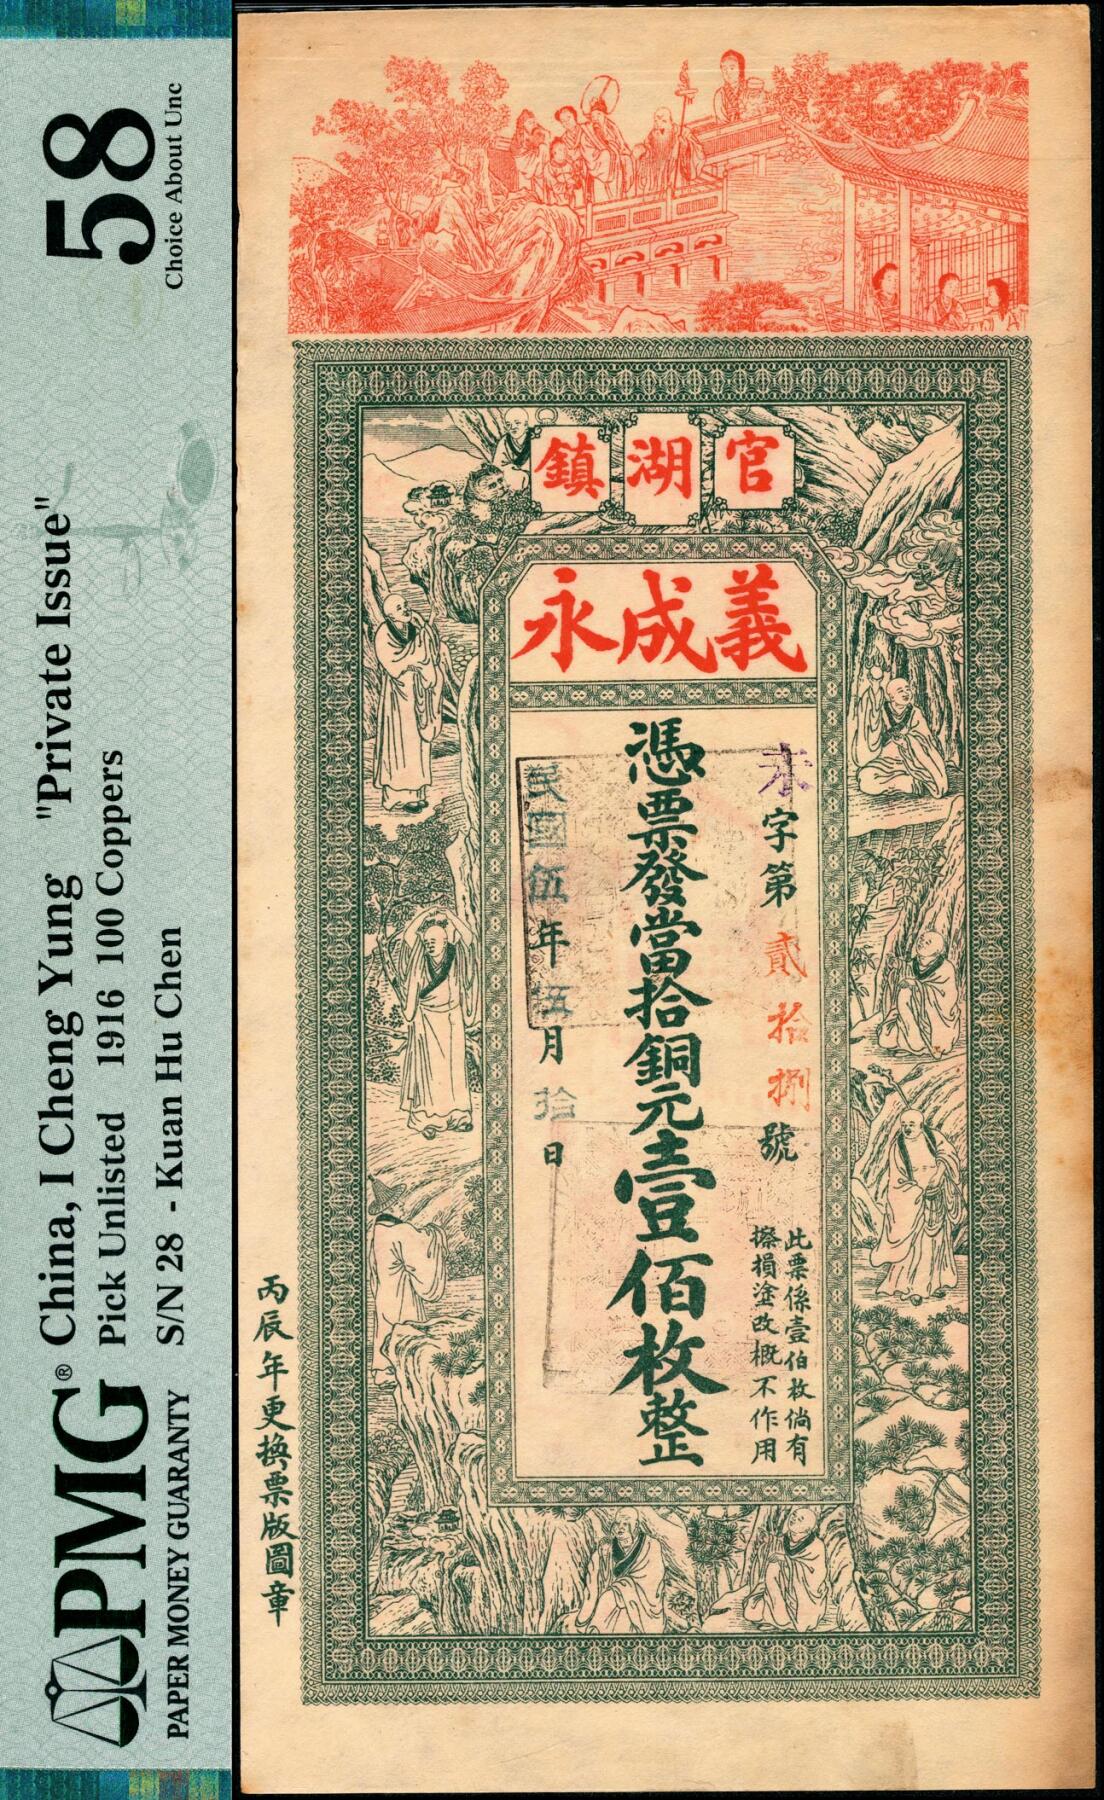 PMG®
PAPER MONEY GUARANTY
China, I Cheng Yung "Private Issue"
Pick Unlisted 1916 100 Coppers
S/N 28 - Kuan Hu Chen
58
Choice About Unc
官湖鎮
義成永
永字第貳拾捌號
此票係壹伯枚倘有
擦損塗改概不作用
憑票發當拾銅元壹佰枚整
民國伍年伍月拾日
丙辰年更換票版圖章